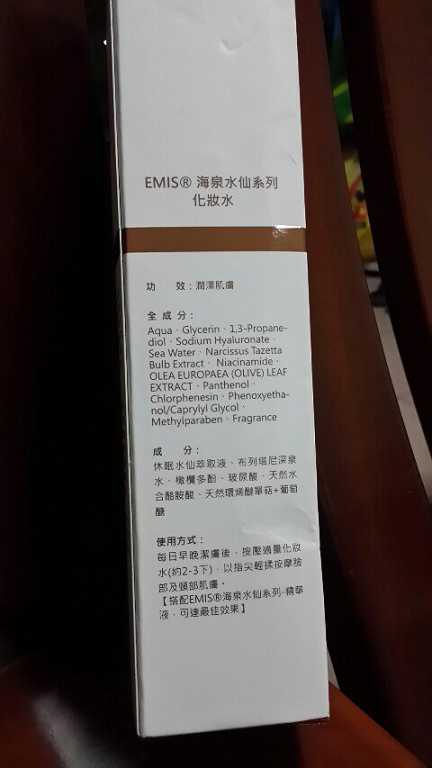 EMIS® 海泉水仙系列
化妝水
功 效：潤澤肌膚
全 成 分：
Aqua、Glycerin、1,3-Propane-
diol、Sodium Hyaluronate、
Sea Water、Narcissus Tazetta
Bulb Extract、Niacinamide、
OLEA EUROPAEA (OLIVE) LEAF
EXTRACT、Panthenol、
Chlorphenesin、Phenoxyetha-
nol/Caprylyl Glycol、
Methylparaben、Fragrance
成 分：
休眠水仙萃取液、布列塔尼深泉
水、橄欖多酚、玻尿酸、天然水
合酪胺酸、天然環烯醚單萜+葡萄
醣
使用方式：
每日早晚潔膚後，按壓適量化妝
水(約2-3下)，以指尖輕揉按摩臉
部及頸部肌膚。
【搭配EMIS®海泉水仙系列-精華
液，可達最佳效果】